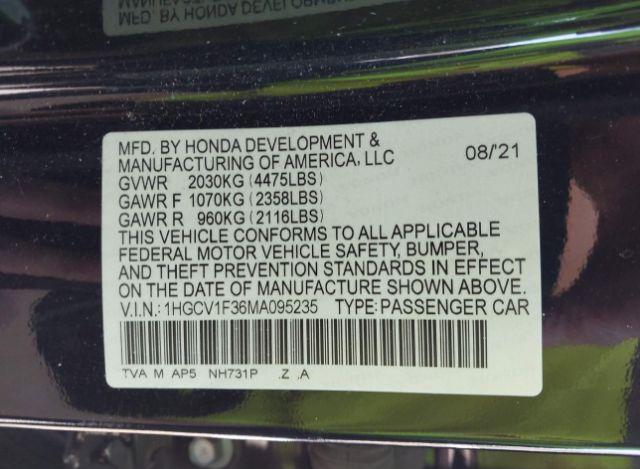 MFD. BY HONDA DEVELOPMENT &
MANUFACTURING OF AMERICA, LLC 08/'21
GVWR 2030KG (4475LBS)
GAWR F 1070KG (2358LBS)
GAWR R 960KG (2116LBS)
THIS VEHICLE CONFORMS TO ALL APPLICABLE
FEDERAL MOTOR VEHICLE SAFETY, BUMPER,
AND THEFT PREVENTION STANDARDS IN EFFECT
ON THE DATE OF MANUFACTURE SHOWN ABOVE.
V.I.N.: 1HGCV1F36MA095235 TYPE: PASSENGER CAR
TVA M AP5 NH731P .Z .A